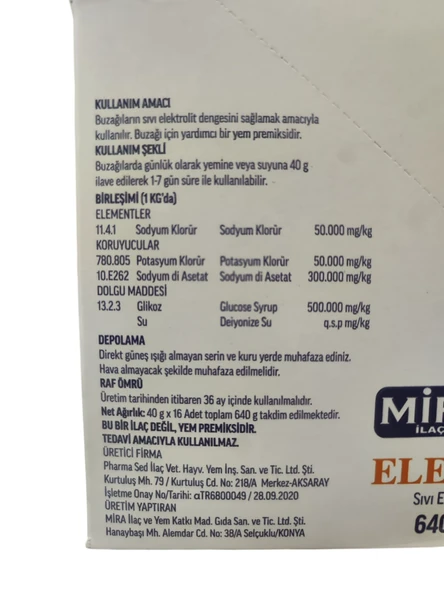 KULLANIM AMACI
Buzağıların sıvı elektrolit dengesini sağlamak amacıyla
kullanılır. Buzağı için yardımcı bir yem premiksidir.
KULLANIM ŞEKLİ
Buzağılarda günlük olarak yemine veya suyuna 40 g
ilave edilerek 1-7 gün süre ile kullanılabilir.
BİRLEŞİMİ (1 KG'da)
ELEMENTLER
11.4.1 Sodyum Klorür Sodyum Klorür 50.000 mg/kg
KORUYUCULAR
780.805 Potasyum Klorür Potasyum Klorür 50.000 mg/kg
10.E262 Sodyum di Asetat Sodyum di Asetat 300.000 mg/kg
DOLGU MADDESİ
13.2.3 Glikoz Glucose Syrup 500.000 mg/kg
Su Deiyonize Su q.s.p mg/kg
DEPOLAMA
Direkt güneş ışığı almayan serin ve kuru yerde muhafaza ediniz.
Hava almayacak şekilde muhafaza edilmelidir.
RAF ÖMRÜ
Üretim tarihinden itibaren 36 ay içinde kullanılmalıdır.
Net Ağırlık: 40 g x 16 Adet toplam 640 g takdim edilmektedir.
BU BİR İLAÇ DEĞİL, YEM PREMİKSİDİR.
TEDAVİ AMACIYLA KULLANILMAZ.
ÜRETİCİ FİRMA
Pharma Sed İlaç Vet. Hayv. Yem İnş. San. ve Tic. Ltd. Şti.
Kurtuluş Mh. 79 / Kurtuluş Cd. No: 218/A Merkez-AKSARAY
İşletme Onay No/Tarihi: αTR6800049 / 28.09.2020
ÜRETİM YAPTIRAN
MİRA İlaç ve Yem Katkı Mad. Gıda San. ve Tic. Ltd. Şti.
Hanaybaşı Mh. Alemdar Cd. No: 38/A Selçuklu/KONYA
MİR
İLAÇ
ELE
SIVI E
640